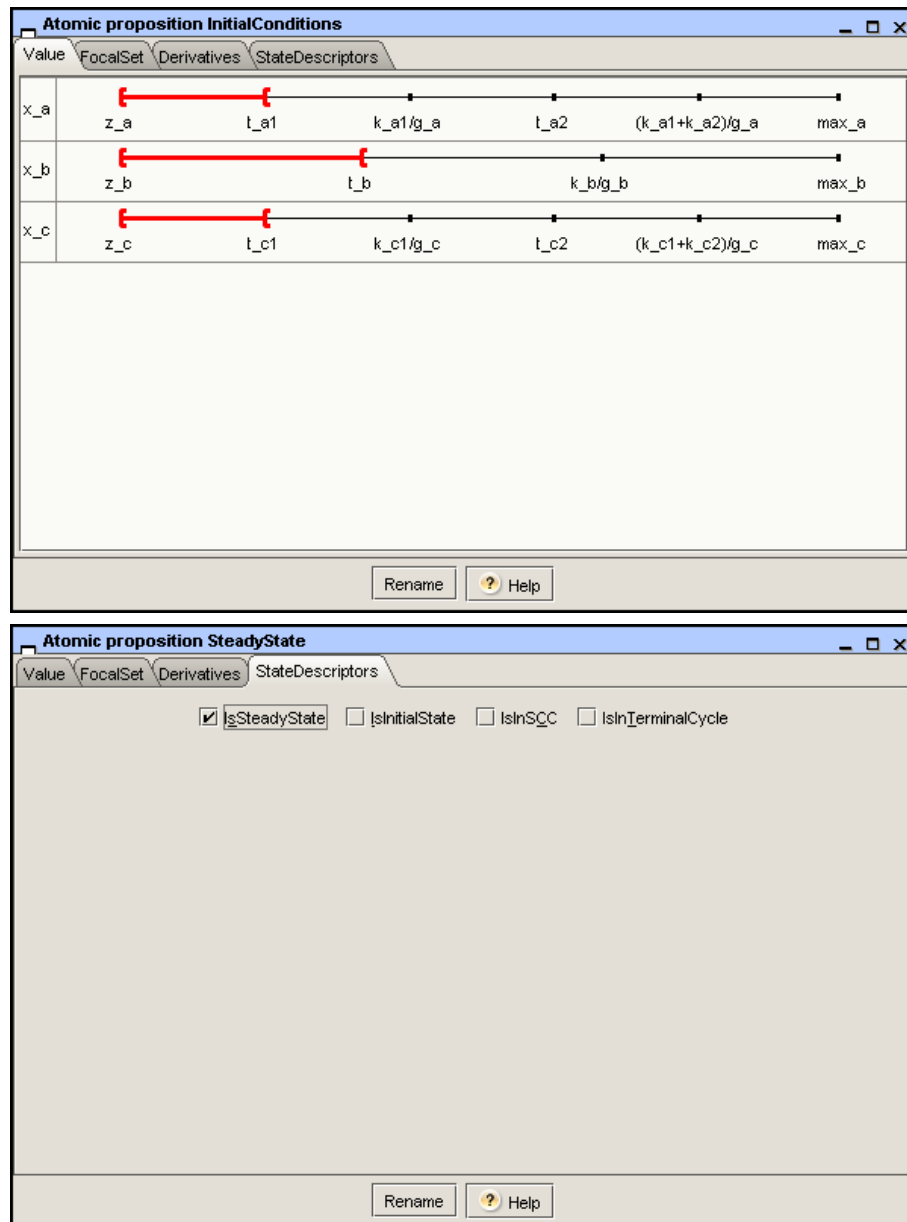 Atomic proposition InitialConditions
Value FocalSet Derivatives StateDescriptors
x_a
z_a t_a1 k_a1/g_a t_a2 (k_a1+k_a2)/g_a max_a
x_b
z_b t_b k_b/g_b max_b
x_c
z_c t_c1 k_c1/g_c t_c2 (k_c1+k_c2)/g_c max_c
Rename ? Help
Atomic proposition SteadyState
Value FocalSet Derivatives StateDescriptors
IsSteadyState IsInitialState IsInSCC IsInTerminalCycle
Rename ? Help